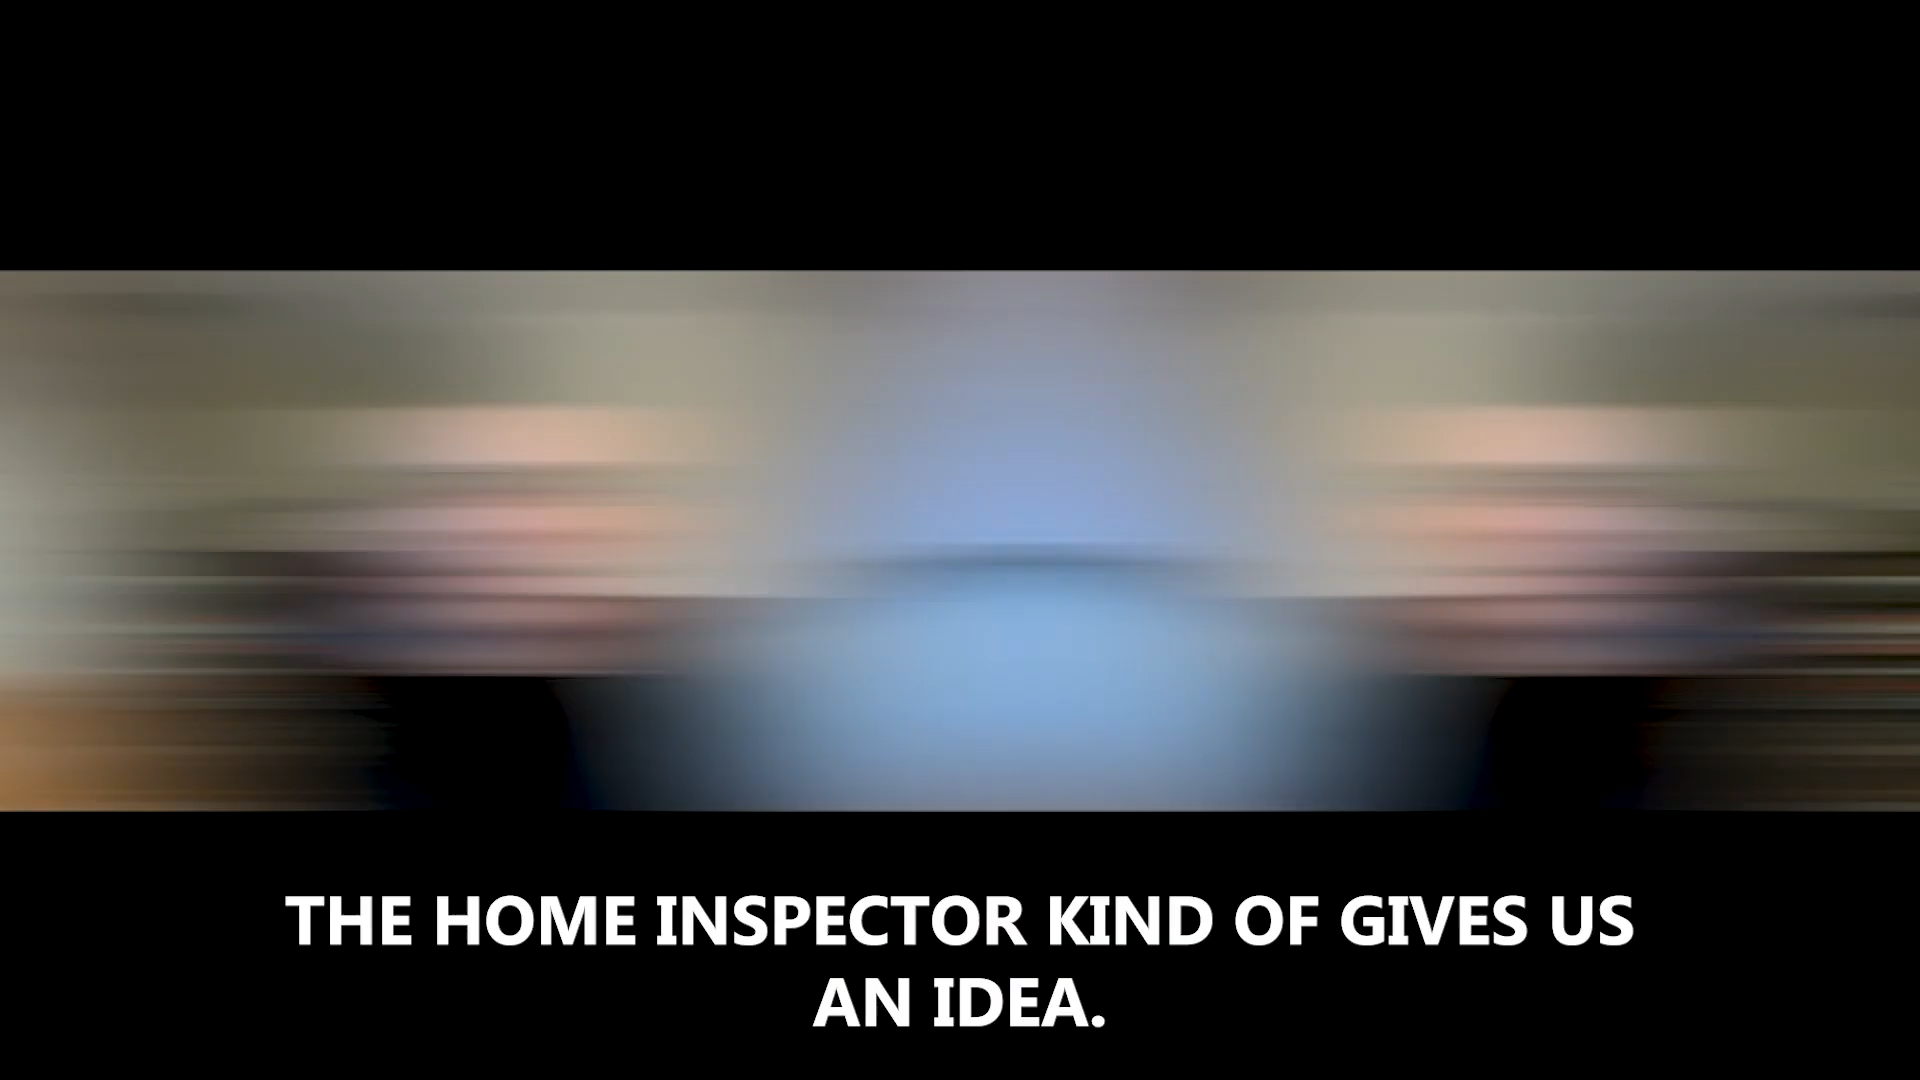 THE HOME INSPECTOR KIND OF GIVES US
AN IDEA.